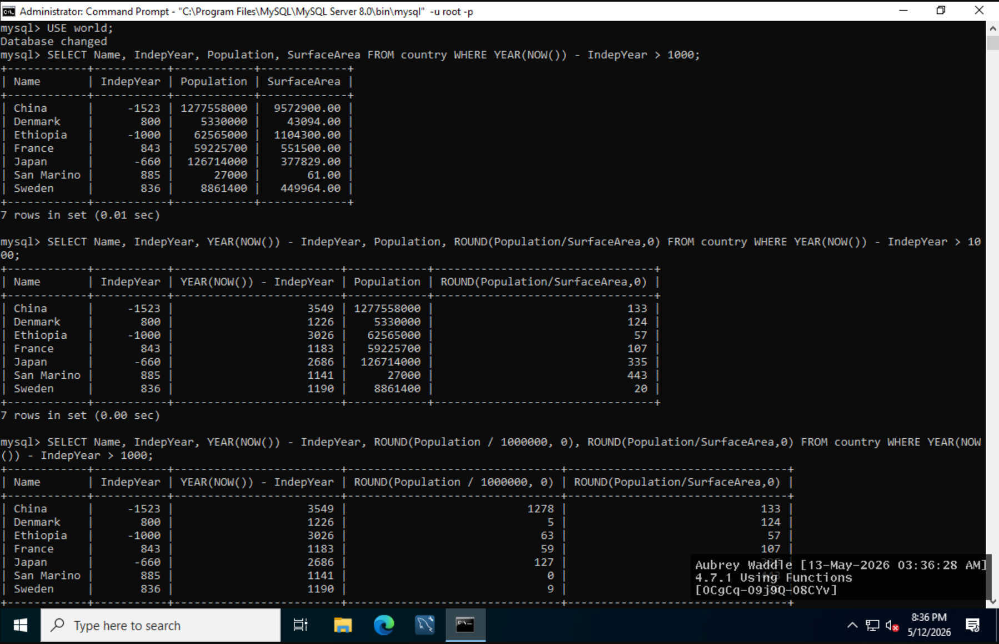 Administrator: Command Prompt - "C:\Program Files\MySQL\MySQL Server 8.0\bin\mysql" -u root -p
mysql> USE world;
Database changed
mysql> SELECT Name, IndepYear, Population, SurfaceArea FROM country WHERE YEAR(NOW()) - IndepYear > 1000;
+------------+-----------+------------+-------------+
| Name       | IndepYear | Population | SurfaceArea |
+------------+-----------+------------+-------------+
| China      |     -1523 | 1277558000 |  9572900.00 |
| Denmark    |       800 |    5330000 |    43094.00 |
| Ethiopia   |     -1000 |   62565000 |  1104300.00 |
| France     |       843 |   59225700 |   551500.00 |
| Japan      |      -660 |  126714000 |   377829.00 |
| San Marino |       885 |      27000 |       61.00 |
| Sweden     |       836 |    8861400 |   449964.00 |
+------------+-----------+------------+-------------+
7 rows in set (0.01 sec)
mysql> SELECT Name, IndepYear, YEAR(NOW()) - IndepYear, Population, ROUND(Population/SurfaceArea,0) FROM country WHERE YEAR(NOW()) - IndepYear > 10
00;
+------------+-----------+-------------------------+------------+---------------------------------+
| Name       | IndepYear | YEAR(NOW()) - IndepYear | Population | ROUND(Population/SurfaceArea,0) |
+------------+-----------+-------------------------+------------+---------------------------------+
| China      |     -1523 |                    3549 | 1277558000 |                             133 |
| Denmark    |       800 |                    1226 |    5330000 |                             124 |
| Ethiopia   |     -1000 |                    3026 |   62565000 |                              57 |
| France     |       843 |                    1183 |   59225700 |                             107 |
| Japan      |      -660 |                    2686 |  126714000 |                             335 |
| San Marino |       885 |                    1141 |      27000 |                             443 |
| Sweden     |       836 |                    1190 |    8861400 |                              20 |
+------------+-----------+-------------------------+------------+---------------------------------+
7 rows in set (0.00 sec)
mysql> SELECT Name, IndepYear, YEAR(NOW()) - IndepYear, ROUND(Population / 1000000, 0), ROUND(Population/SurfaceArea,0) FROM country WHERE YEAR(NOW
()) - IndepYear > 1000;
+------------+-----------+-------------------------+--------------------------------+---------------------------------+
| Name       | IndepYear | YEAR(NOW()) - IndepYear | ROUND(Population / 1000000, 0) | ROUND(Population/SurfaceArea,0) |
+------------+-----------+-------------------------+--------------------------------+---------------------------------+
| China      |     -1523 |                    3549 |                           1278 |                             133 |
| Denmark    |       800 |                    1226 |                              5 |                             124 |
| Ethiopia   |     -1000 |                    3026 |                             63 |                              57 |
| France     |       843 |                    1183 |                             59 |                             107 |
| Japan      |      -660 |                    2686 |                            127 |
| San Marino |       885 |                    1141 |                              0 |
| Sweden     |       836 |                    1190 |                              9 |
+------------+-----------+-------------------------+--------------------------------+---------------------------------+
Aubrey Waddle [13-May-2026 03:36:28 AM]
4.7.1 Using Functions
[OCgCq-O9j9Q-O8CYv]
Type here to search
8:36 PM
5/12/2026